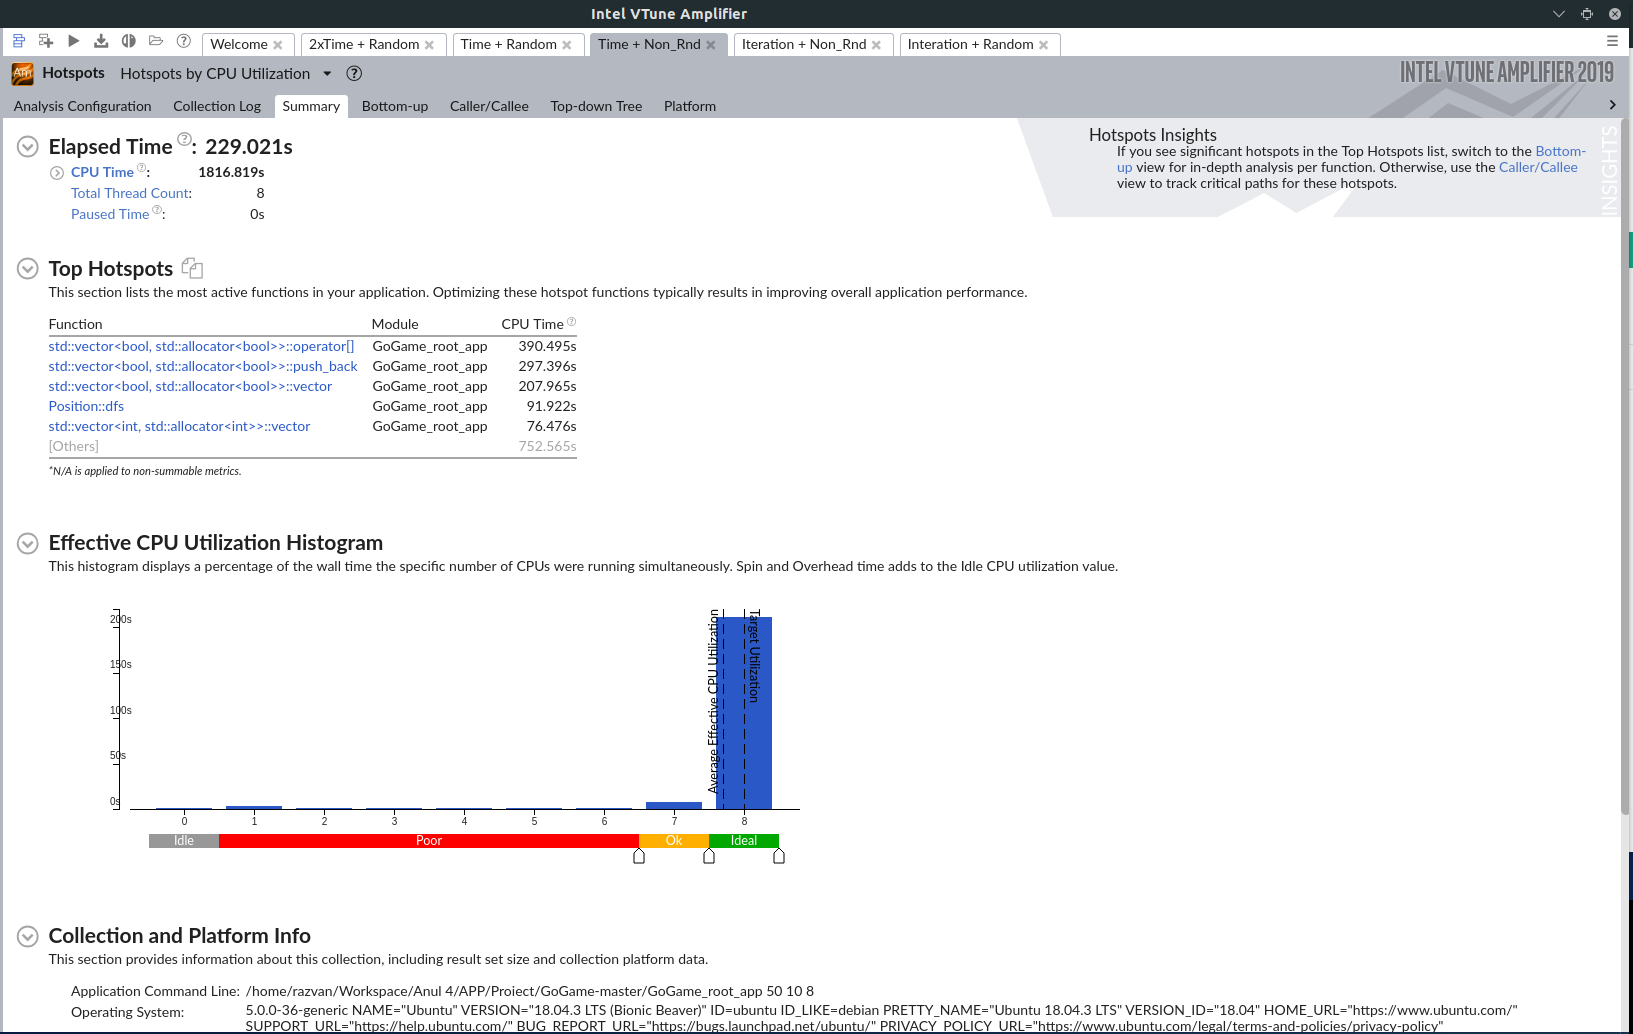 Intel VTune Amplifier
Welcome
2xTime + Random
Time + Random
Time + Non_Rnd
Iteration + Non_Rnd
Interation + Random
Hotspots Hotspots by CPU Utilization
INTEL VTUNE AMPLIFIER 2019
Analysis Configuration Collection Log Summary Bottom-up Caller/Callee Top-down Tree Platform
Elapsed Time ?: 229.021s
CPU Time ?: 1816.819s
Total Thread Count: 8
Paused Time ?: 0s
Hotspots Insights
If you see significant hotspots in the Top Hotspots list, switch to the Bottom-
up view for in-depth analysis per function. Otherwise, use the Caller/Callee
view to track critical paths for these hotspots.
INSIGHTS
Top Hotspots
This section lists the most active functions in your application. Optimizing these hotspot functions typically results in improving overall application performance.
Function Module CPU Time ?
std::vector<bool, std::allocator<bool>>::operator[] GoGame_root_app 390.495s
std::vector<bool, std::allocator<bool>>::push_back GoGame_root_app 297.396s
std::vector<bool, std::allocator<bool>>::vector GoGame_root_app 207.965s
Position::dfs GoGame_root_app 91.922s
std::vector<int, std::allocator<int>>::vector GoGame_root_app 76.476s
[Others] 752.565s
*N/A is applied to non-summable metrics.
Effective CPU Utilization Histogram
This histogram displays a percentage of the wall time the specific number of CPUs were running simultaneously. Spin and Overhead time adds to the Idle CPU utilization value.
200s
150s
100s
50s
0s
Average Effective CPU Utilization
Target Utilization
0 1 2 3 4 5 6 7 8
Idle Poor Ok Ideal
Collection and Platform Info
This section provides information about this collection, including result set size and collection platform data.
Application Command Line: /home/razvan/Workspace/Anul 4/APP/Proiect/GoGame-master/GoGame_root_app 50 10 8
Operating System: 5.0.0-36-generic NAME="Ubuntu" VERSION="18.04.3 LTS (Bionic Beaver)" ID=ubuntu ID_LIKE=debian PRETTY_NAME="Ubuntu 18.04.3 LTS" VERSION_ID="18.04" HOME_URL="https://www.ubuntu.com/"
SUPPORT_URL="https://help.ubuntu.com/" BUG_REPORT_URL="https://bugs.launchpad.net/ubuntu/" PRIVACY_POLICY_URL="https://www.ubuntu.com/legal/terms-and-policies/privacy-policy"